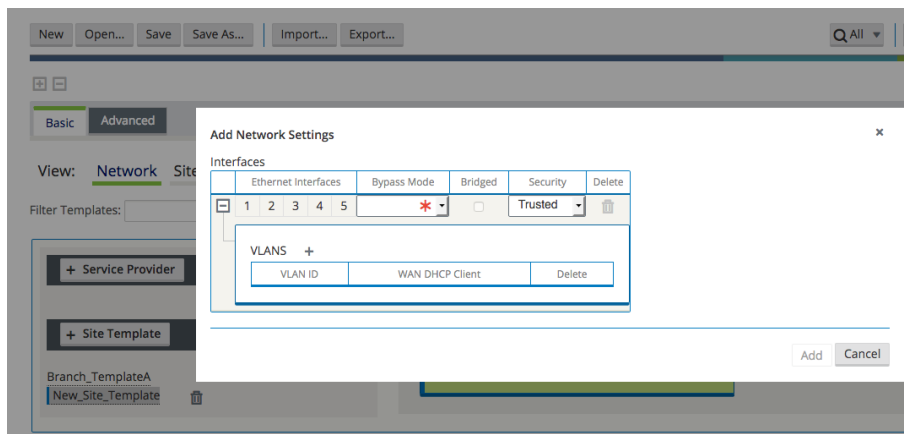 New Open... Save Save As... Import... Export... All
Basic Advanced
Add Network Settings ×
Interfaces
View: Network Site
Ethernet Interfaces Bypass Mode Bridged Security Delete
Filter Templates: 1 2 3 4 5 * Trusted
VLANS +
+ Service Provider VLAN ID WAN DHCP Client Delete
+ Site Template
Add Cancel
Branch_TemplateA
New_Site_Template